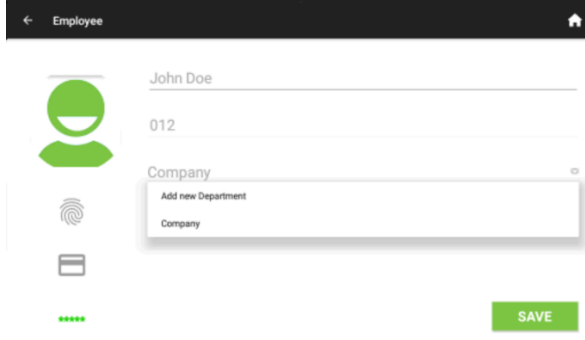 Employee
John Doe
012
Company
Add new Department
Company
*****
SAVE